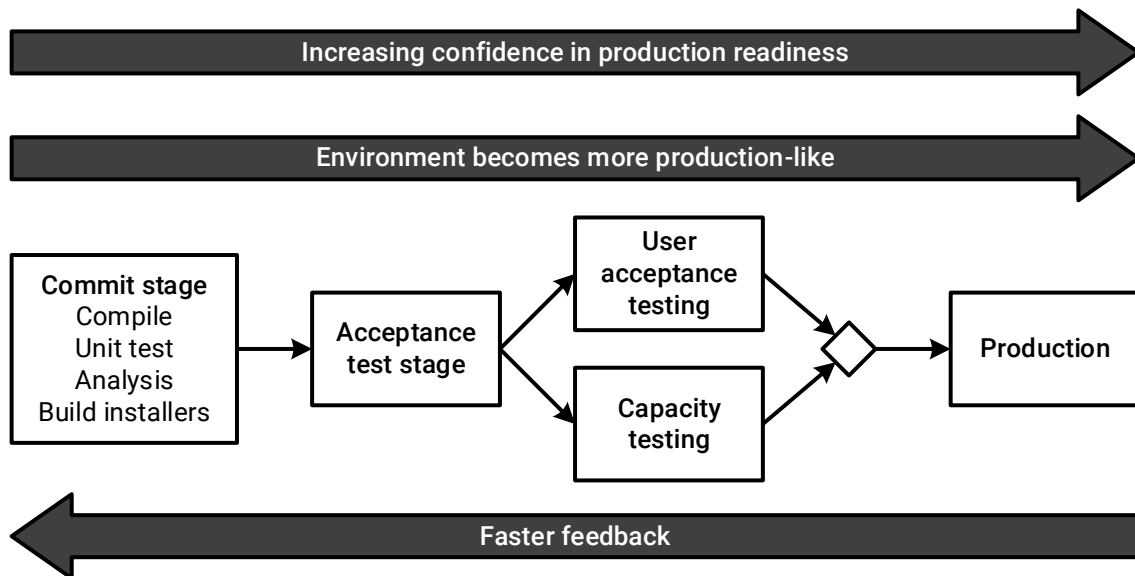 Increasing confidence in production readiness
Environment becomes more production-like
Commit stage
Compile
Unit test
Analysis
Build installers
Acceptance
test stage
User
acceptance
testing
Capacity
testing
Production
Faster feedback